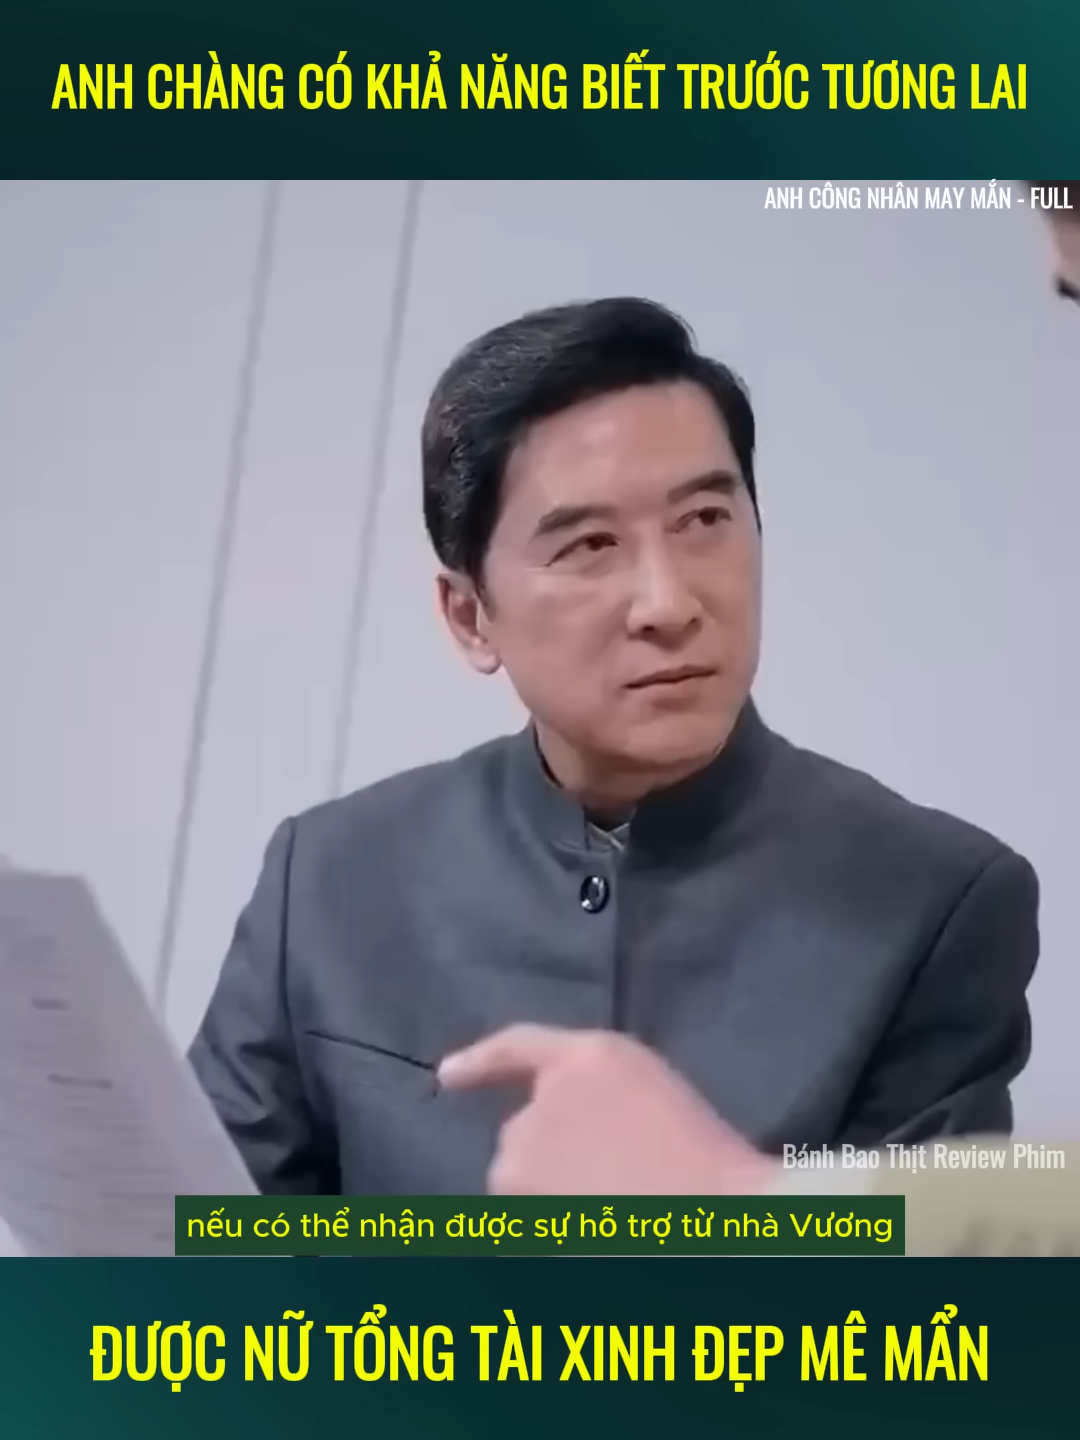 ANH CHÀNG CÓ KHẢ NĂNG BIẾT TRƯỚC TƯƠNG LAI
ANH CÔNG NHÂN MAY MẮN - FULL
Bánh Bao Thịt Review Phim
nếu có thể nhận được sự hỗ trợ từ nhà Vương
ĐƯỢC NỮ TỔNG TÀI XINH ĐẸP MÊ MẨN